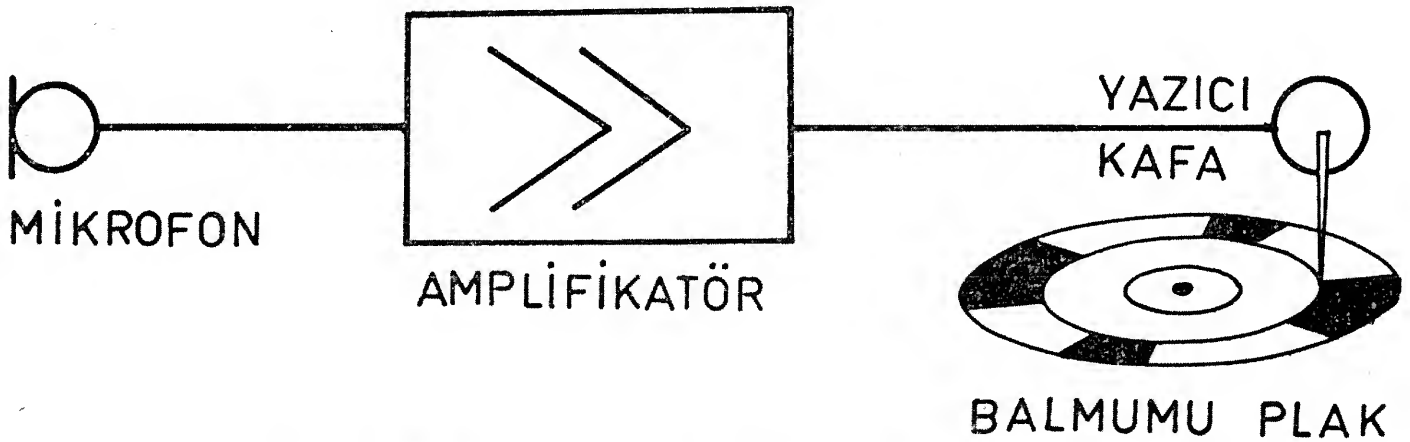 MİKROFON
AMPLİFİKATÖR
YAZICI
KAFA
BALMUMU PLAK